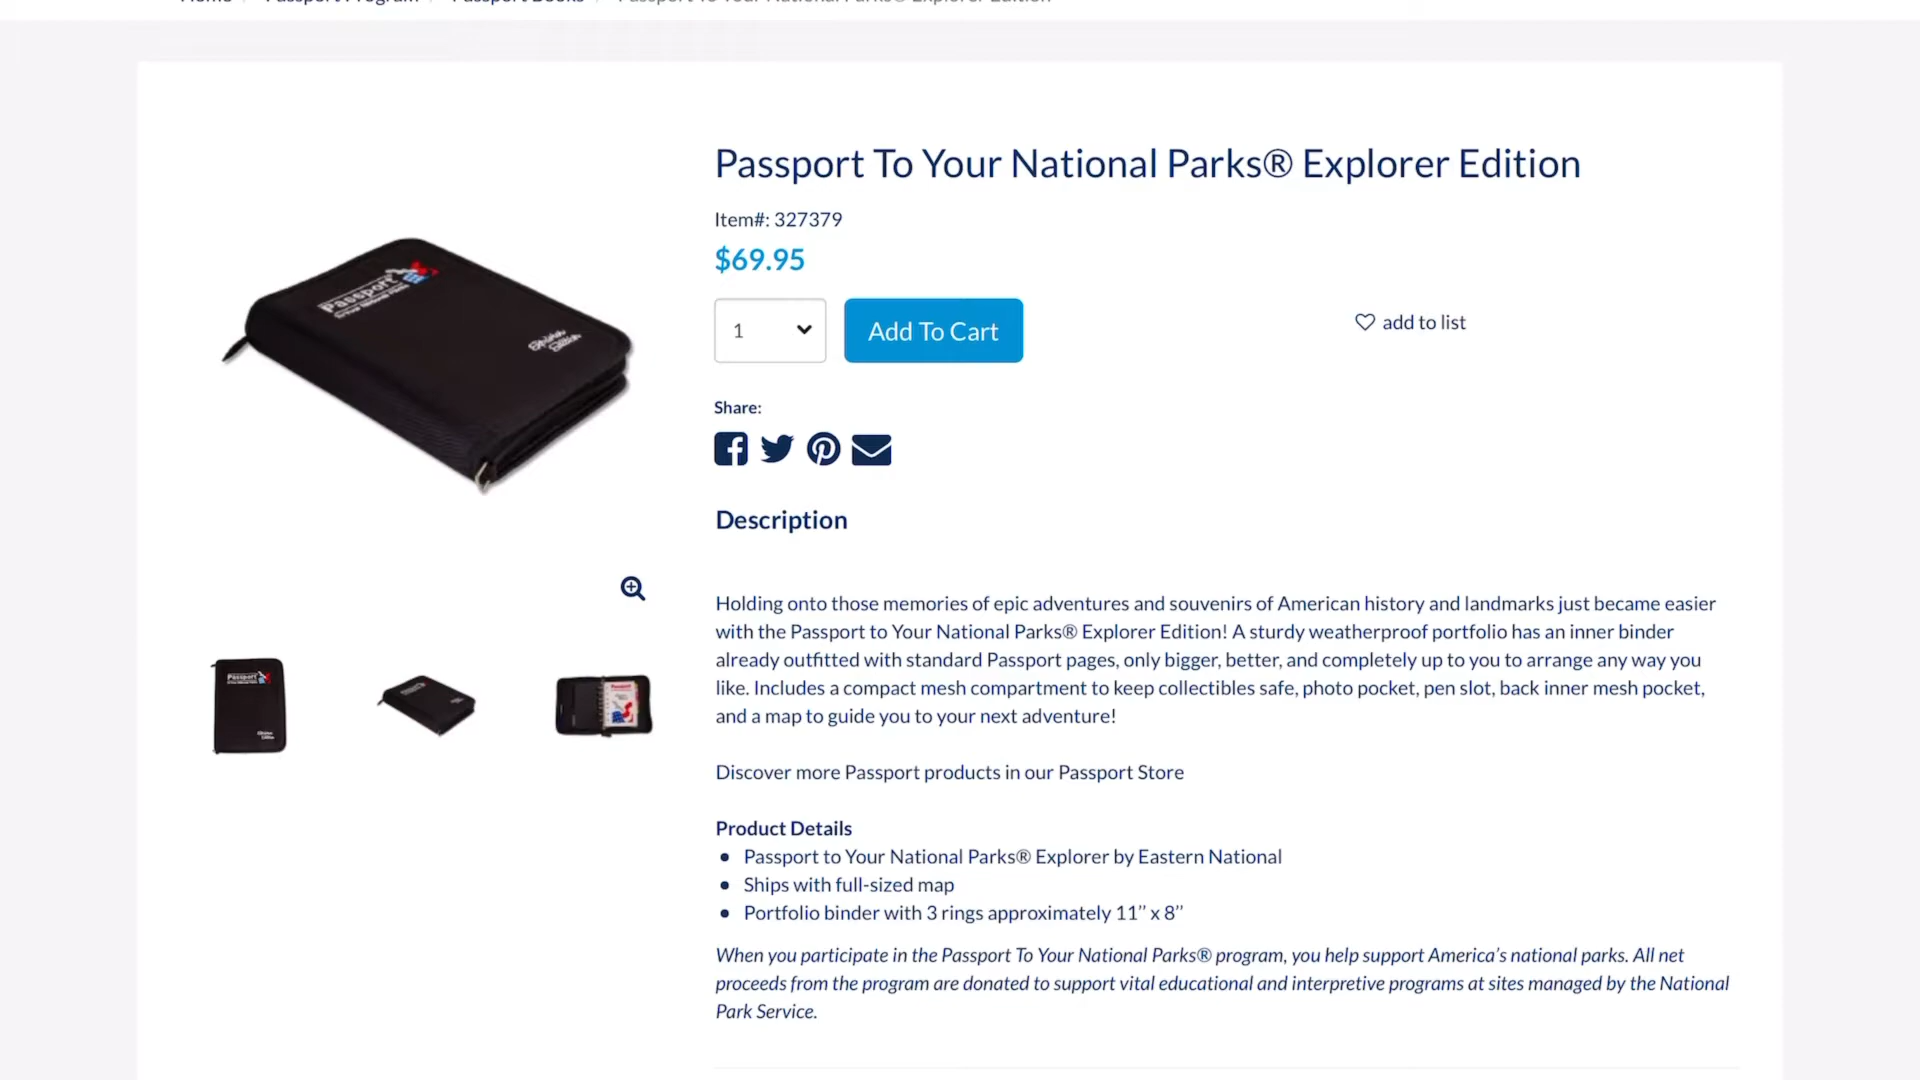 Passport To Your National Parks® Explorer Edition
Item#: 327379
$69.95
1
Add To Cart
add to list
Share:
Description
Holding onto those memories of epic adventures and souvenirs of American history and landmarks just became easier
with the Passport to Your National Parks® Explorer Edition! A sturdy weatherproof portfolio has an inner binder
already outfitted with standard Passport pages, only bigger, better, and completely up to you to arrange any way you
like. Includes a compact mesh compartment to keep collectibles safe, photo pocket, pen slot, back inner mesh pocket,
and a map to guide you to your next adventure!
Discover more Passport products in our Passport Store
Product Details
Passport to Your National Parks® Explorer by Eastern National
Ships with full-sized map
Portfolio binder with 3 rings approximately 11’’ x 8’’
When you participate in the Passport To Your National Parks® program, you help support America’s national parks. All net
proceeds from the program are donated to support vital educational and interpretive programs at sites managed by the National
Park Service.
Passport